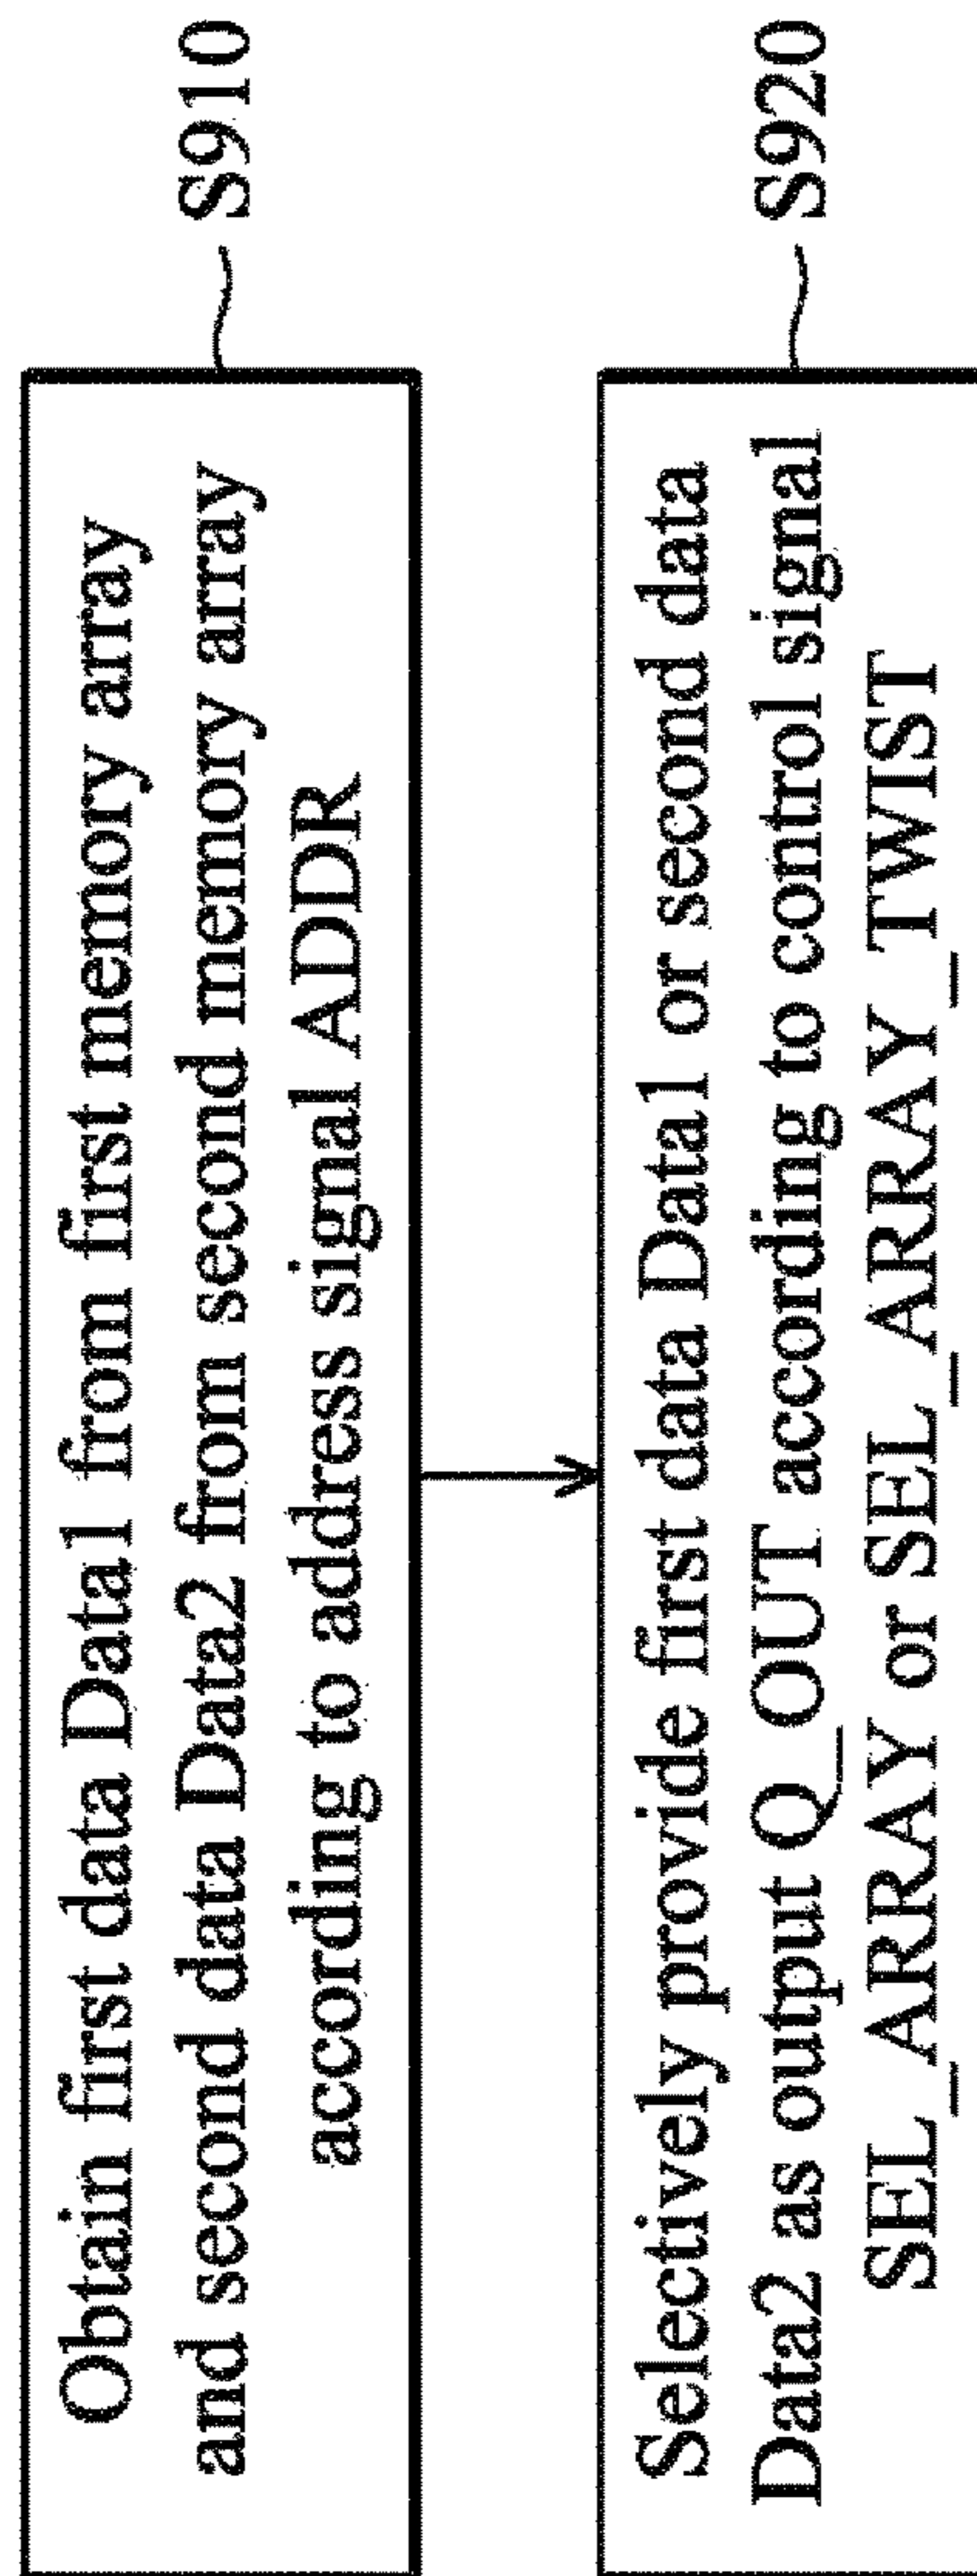 Obtain first data Data1 from first memory array
and second data Data2 from second memory array
according to address signal ADDR
S910
Selectively provide first data Data1 or second data
Data2 as output Q_OUT according to control signal
SEL_ARRAY or SEL_ARRAY_TWIST
S920